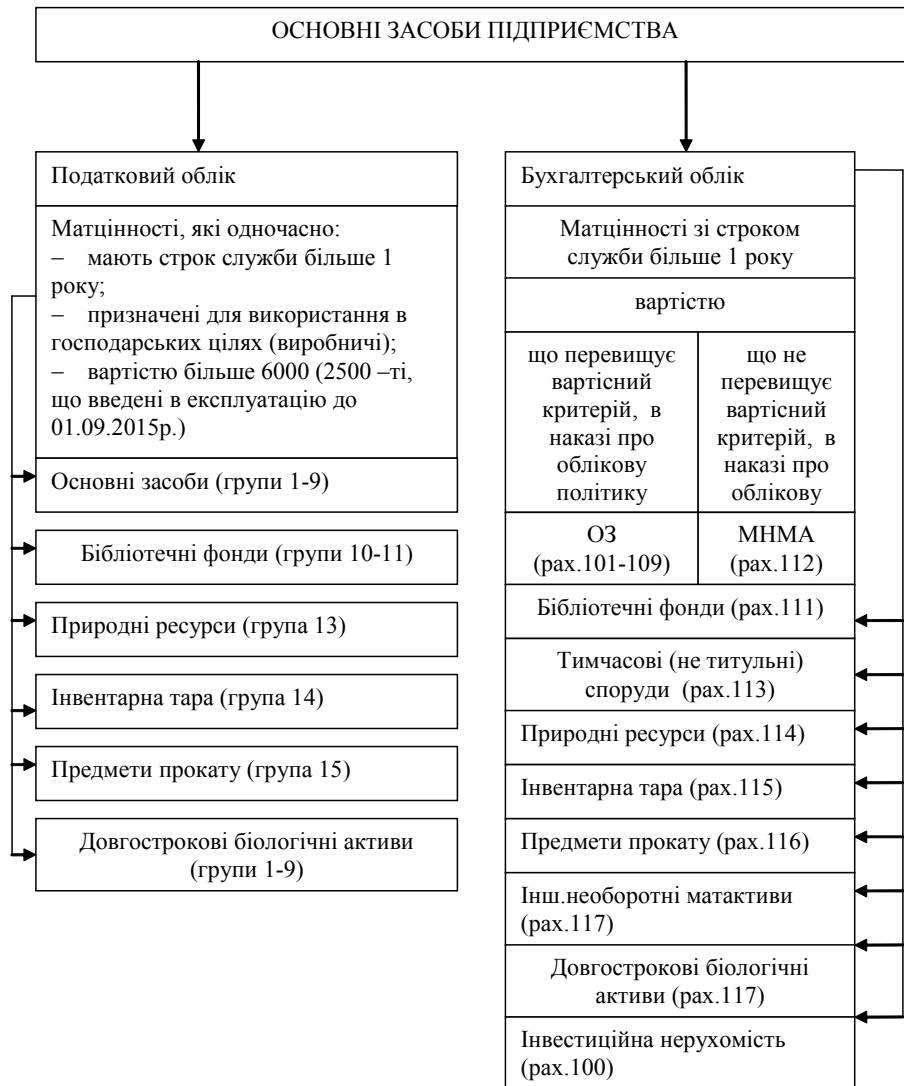 ОСНОВНІ ЗАСОБИ ПІДПРИЄМСТВА
Податковий облік
Матцінності, які одночасно:
– мають строк служби більше 1
року;
– призначені для використання в
господарських цілях (виробничі);
– вартістю більше 6000 (2500 –ті,
що введені в експлуатацію до
01.09.2015р.)
Основні засоби (групи 1-9)
Бібліотечні фонди (групи 10-11)
Природні ресурси (група 13)
Інвентарна тара (група 14)
Предмети прокату (група 15)
Довгострокові біологічні активи
(групи 1-9)
Бухгалтерський облік
Матцінності зі строком
служби більше 1 року
вартістю
що перевищує
вартісний
критерій, в
наказі про
облікову
політику
що не
перевищує
вартісний
критерій, в
наказі про
облікову
ОЗ
(рах.101-109)
МНМА
(рах.112)
Бібліотечні фонди (рах.111)
Тимчасові (не титульні)
споруди (рах.113)
Природні ресурси (рах.114)
Інвентарна тара (рах.115)
Предмети прокату (рах.116)
Інш.необоротні матактиви
(рах.117)
Довгострокові біологічні
активи (рах.117)
Інвестиційна нерухомість
(рах.100)